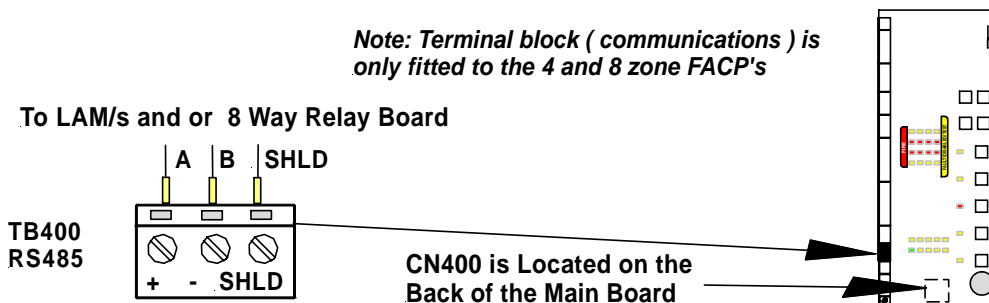 Note: Terminal block ( communications ) is
only fitted to the 4 and 8 zone FACP's
To LAM/s and or 8 Way Relay Board
A B SHLD
TB400
RS485
+ - SHLD
CN400 is Located on the
Back of the Main Board
FIRE